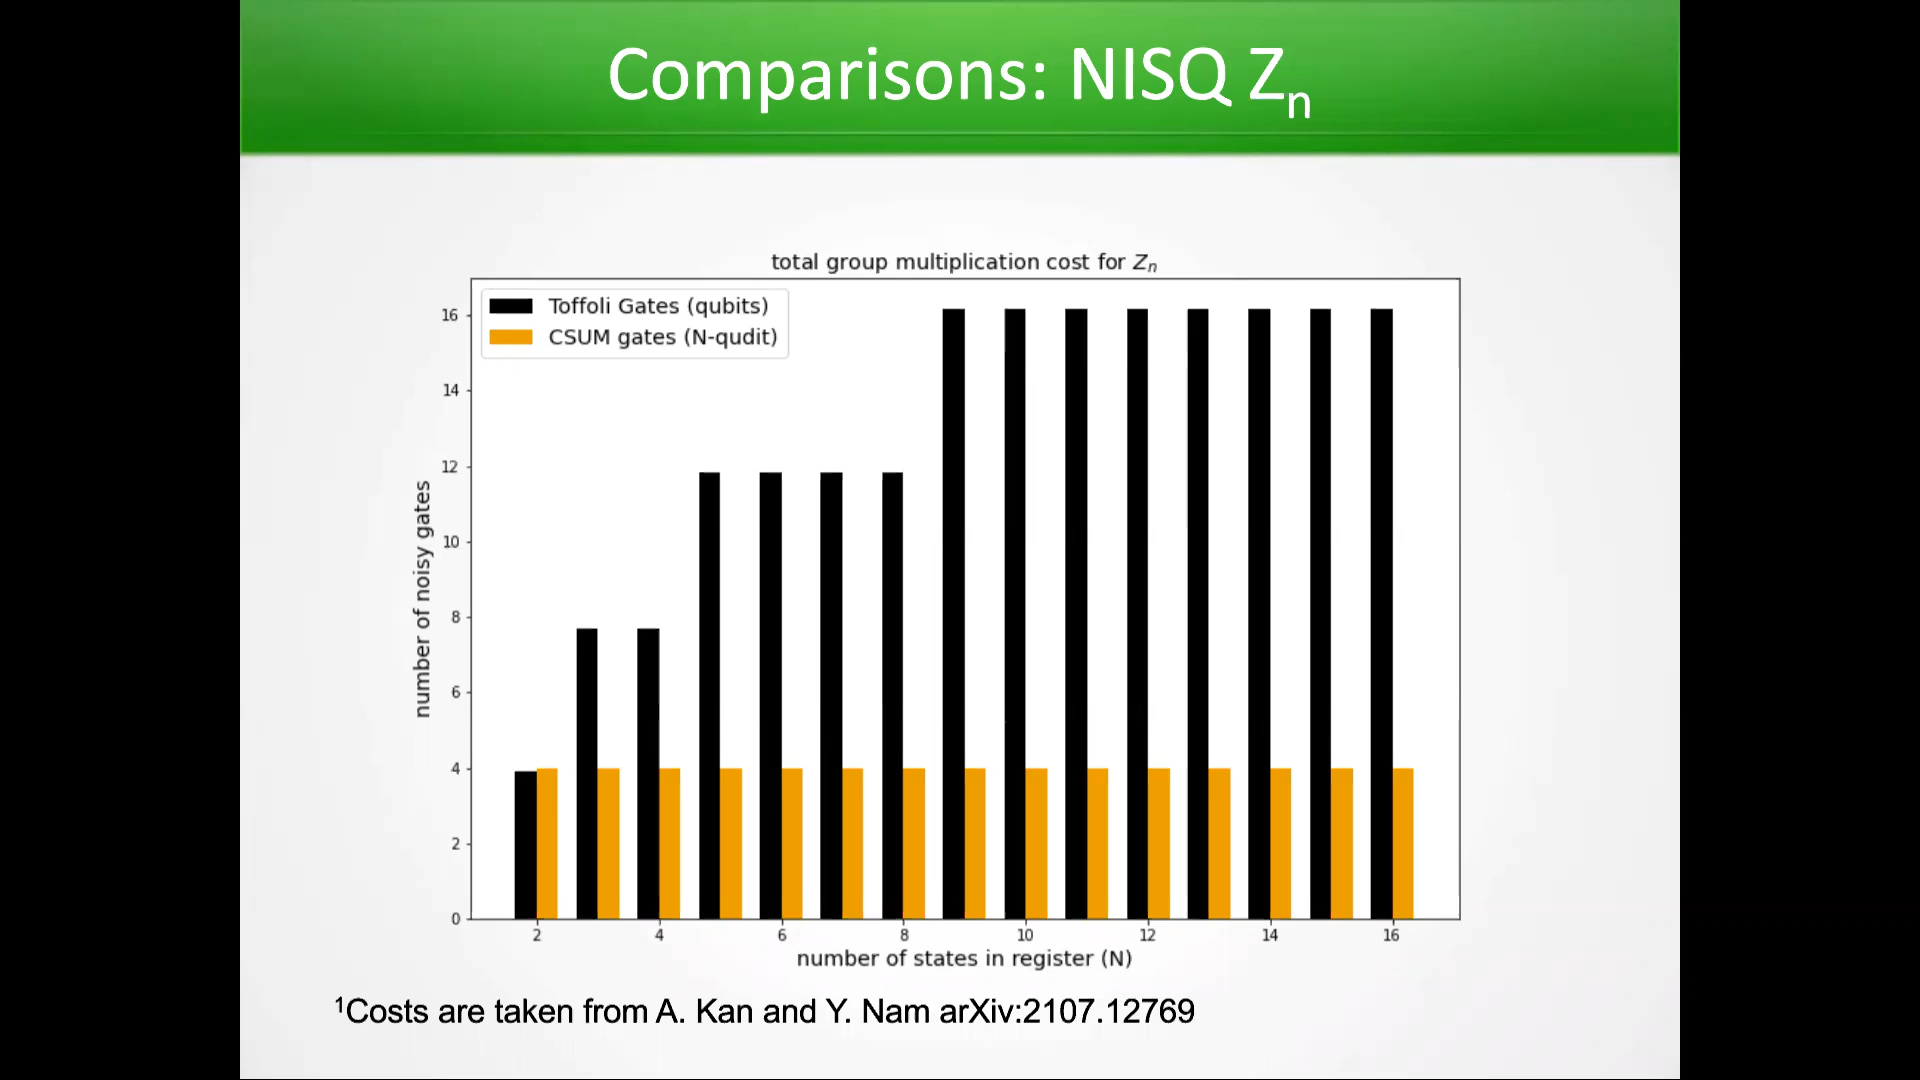 Comparisons: NISQ Zn
total group multiplication cost for Zn
Toffoli Gates (qubits)
CSUM gates (N-qudit)
number of noisy gates
16
14
12
10
8
6
4
2
0
2 4 6 8 10 12 14 16
number of states in register (N)
¹Costs are taken from A. Kan and Y. Nam arXiv:2107.12769